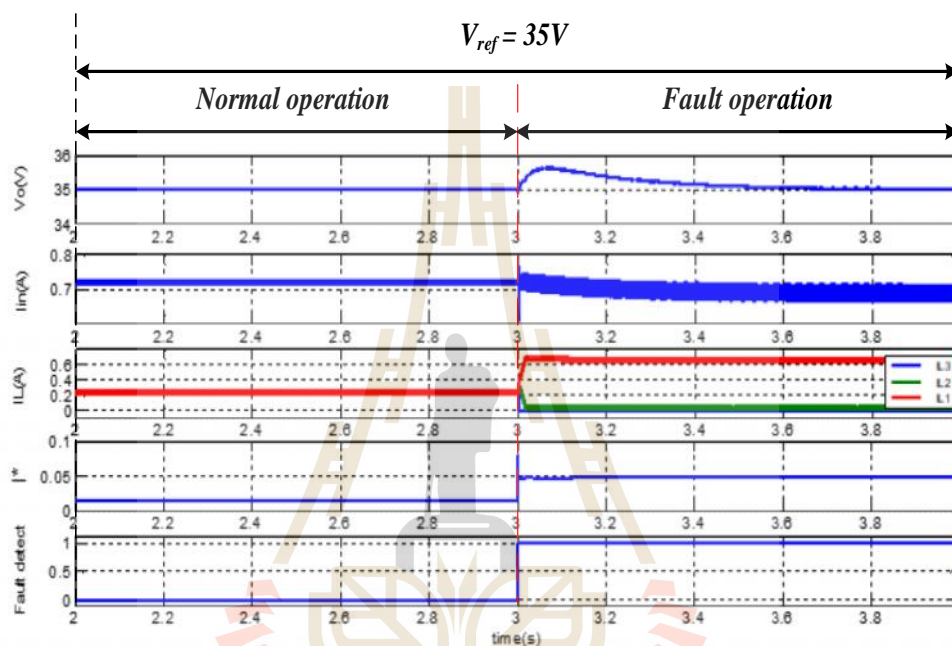 V_ref = 35V
Normal operation Fault operation
Vo(V)
36
35
34
2 2.2 2.4 2.6 2.8 3 3.2 3.4 3.6 3.8
Iin(A)
0.8
0.7
2 2.2 2.4 2.6 2.8 3 3.2 3.4 3.6 3.8
IL(A)
0.6
0.4
0.2
0
IL3
IL2
IL1
2 2.2 2.4 2.6 2.8 3 3.2 3.4 3.6 3.8
I*
0.1
0.05
0
2 2.2 2.4 2.6 2.8 3 3.2 3.4 3.6 3.8
Fault detect
1
0.5
0
2 2.2 2.4 2.6 2.8 3 3.2 3.4 3.6 3.8
time(s)